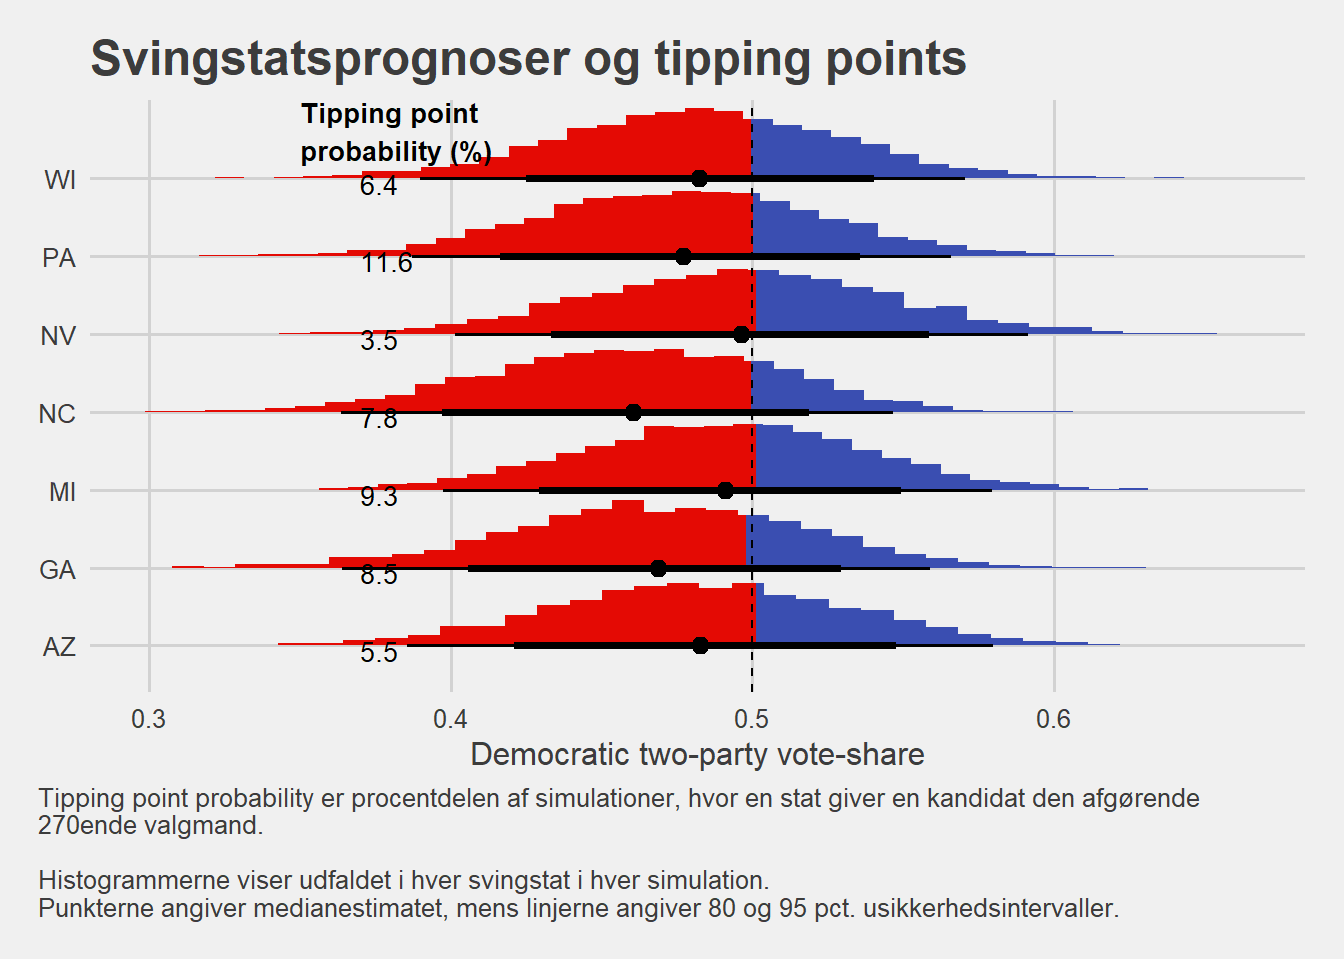 Svingstatsprognoser og tipping points
Tipping point
probability (%)
WI
6.4
PA
11.6
NV
3.5
NC
7.8
MI
9.3
GA
8.5
AZ
5.5
0.3 0.4 0.5 0.6
Democratic two-party vote-share
Tipping point probability er procentdelen af simulationer, hvor en stat giver en kandidat den afgørende
270ende valgmand.
Histogrammerne viser udfaldet i hver svingstat i hver simulation.
Punkterne angiver medianestimatet, mens linjerne angiver 80 og 95 pct. usikkerhedsintervaller.